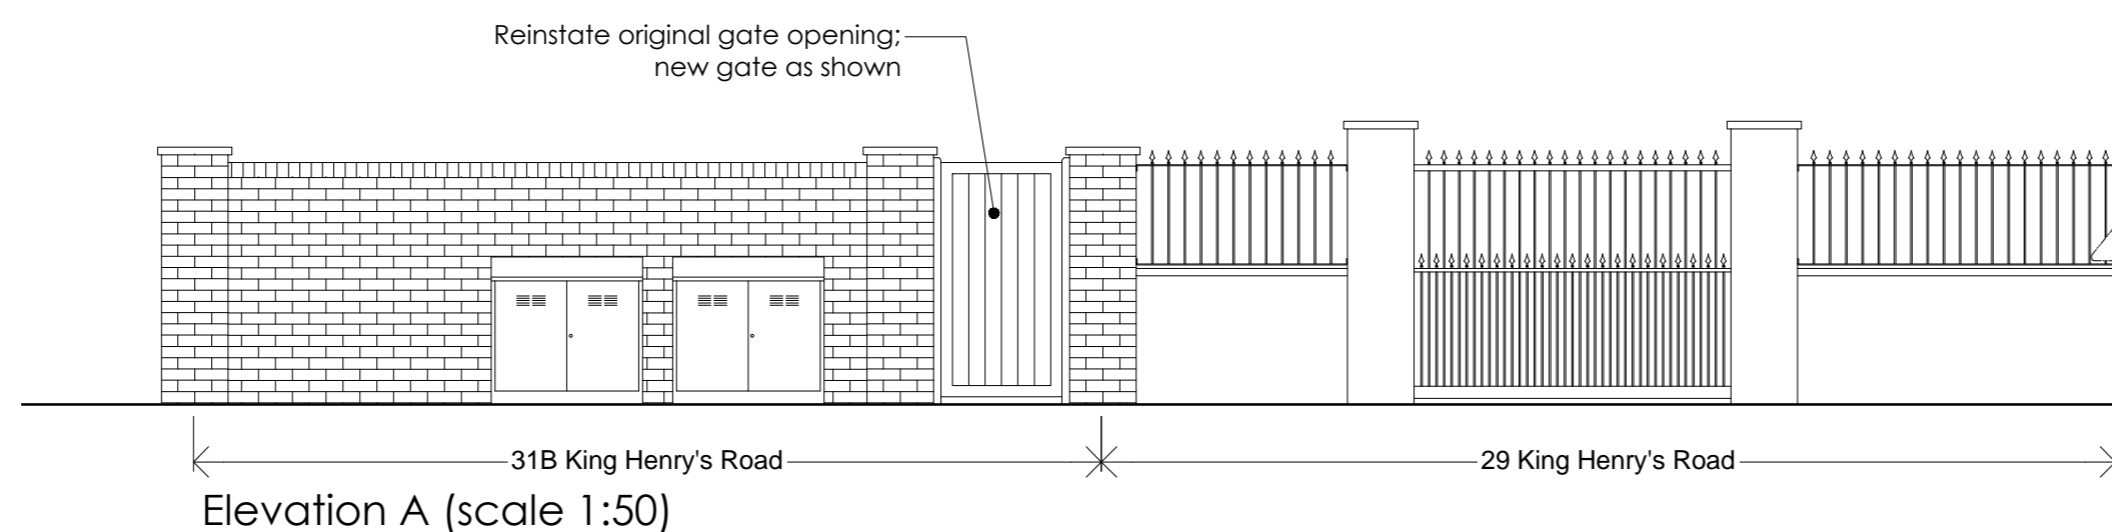 Reinstate original gate opening;
new gate as shown
31B King Henry's Road
29 King Henry's Road
Elevation A (scale 1:50)